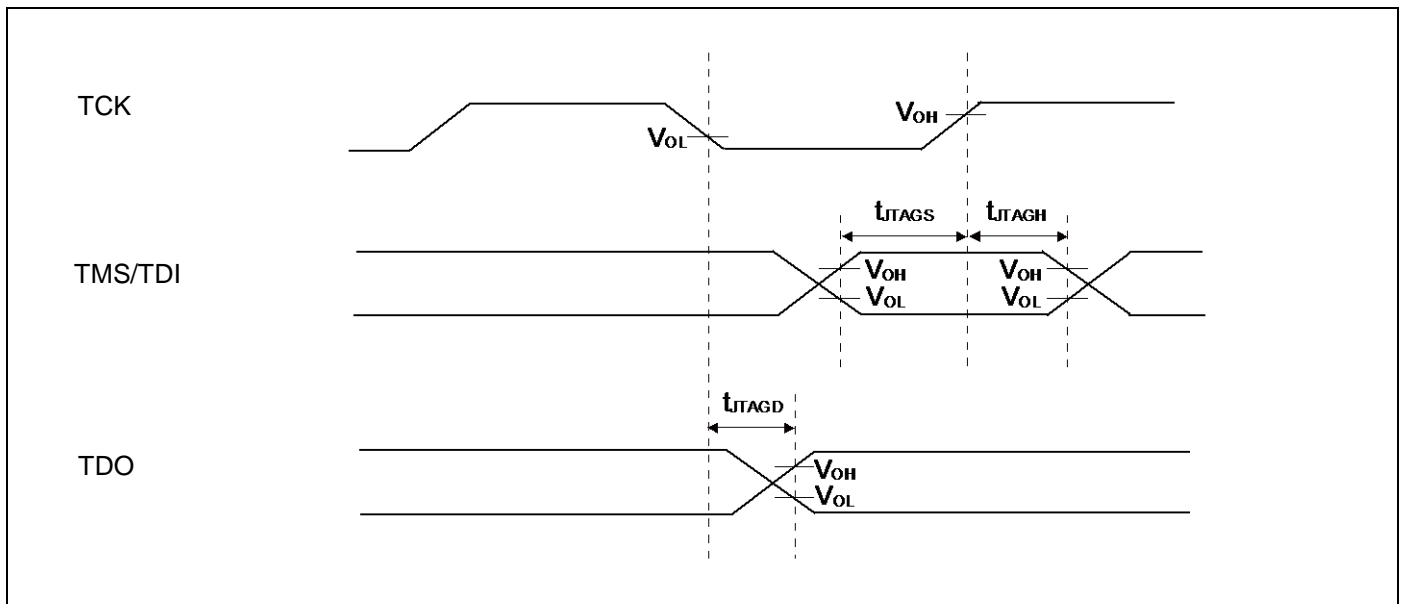 TCK
VOL
VOH
tJTAGS
tJTAGH
TMS/TDI
VOH
VOL
VOH
VOL
tJTAGD
TDO
VOH
VOL